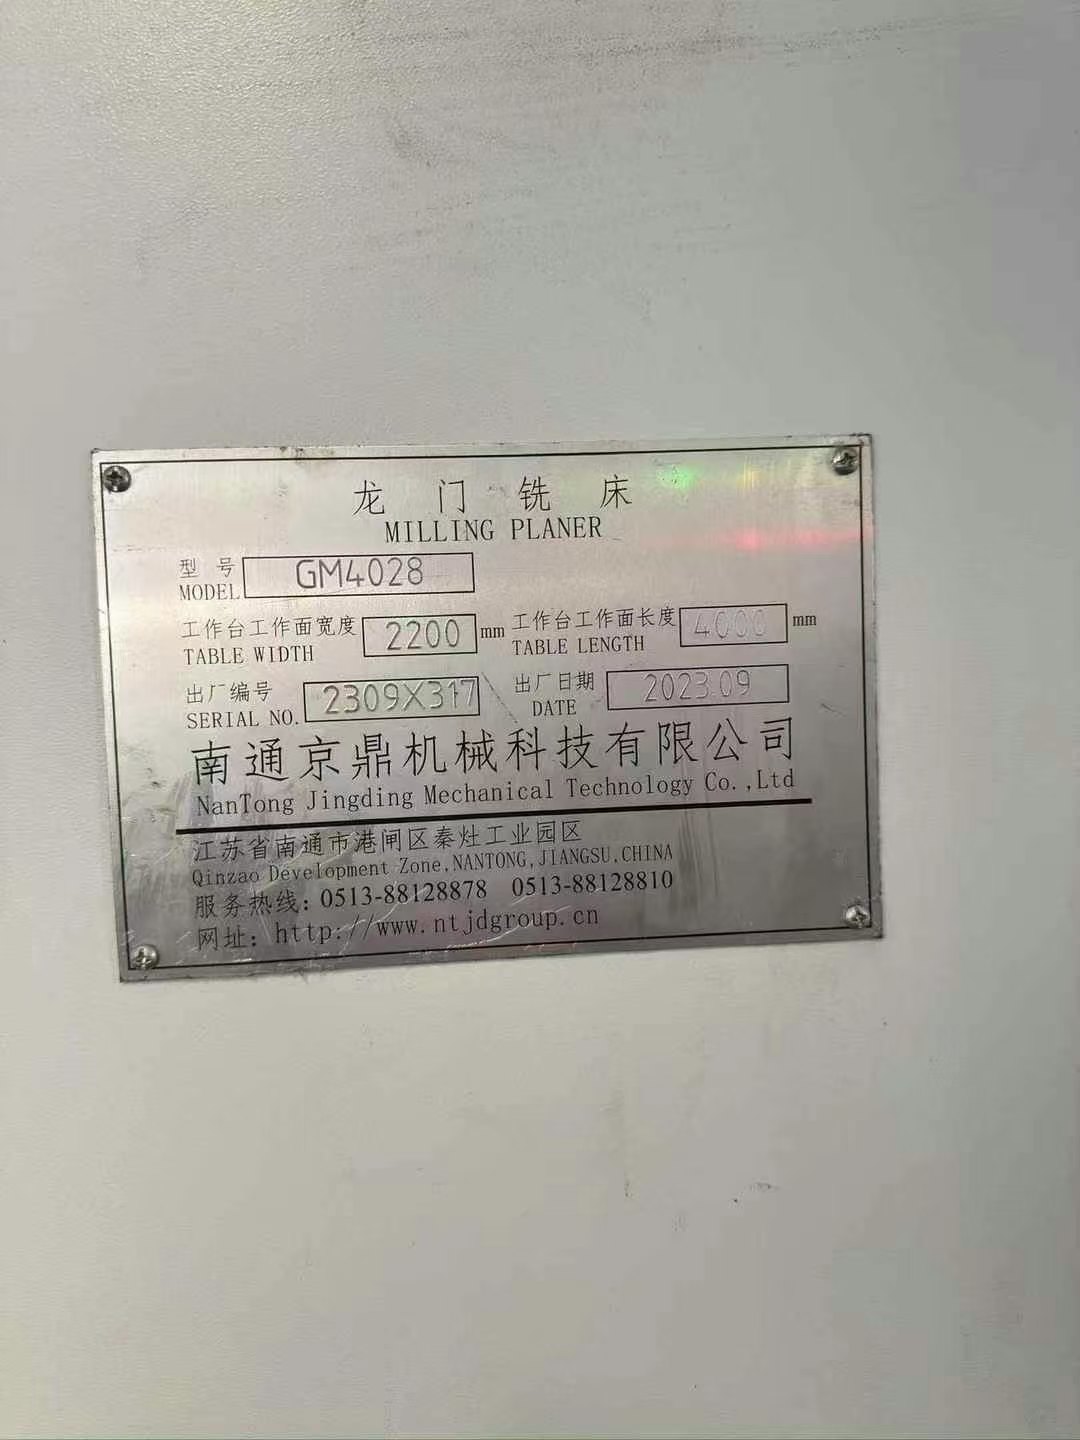 龙门铣床
MILLING PLANER
型号 GM4028
MODEL
工作台工作面宽度 2200 mm 工作台工作面长度 4000 mm
TABLE WIDTH TABLE LENGTH
出厂编号 2309X317 出厂日期 2023.09
SERIAL NO. DATE
南通京鼎机械科技有限公司
NanTong Jingding Mechanical Technology Co.,Ltd
江苏省南通市港闸区秦灶工业园区
Qinzao Development Zone,NANTONG,JIANGSU,CHINA
服务热线：0513-88128878 0513-88128810
网址：http://www.ntjdgroup.cn